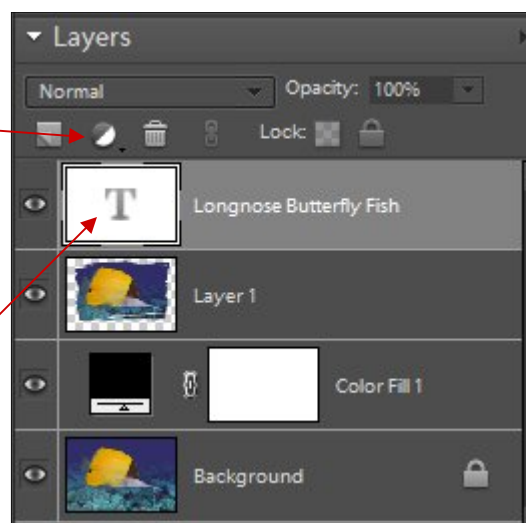 Layers
Normal Opacity: 100%
Lock:
T Longnose Butterfly Fish
Layer 1
Color Fill 1
Background